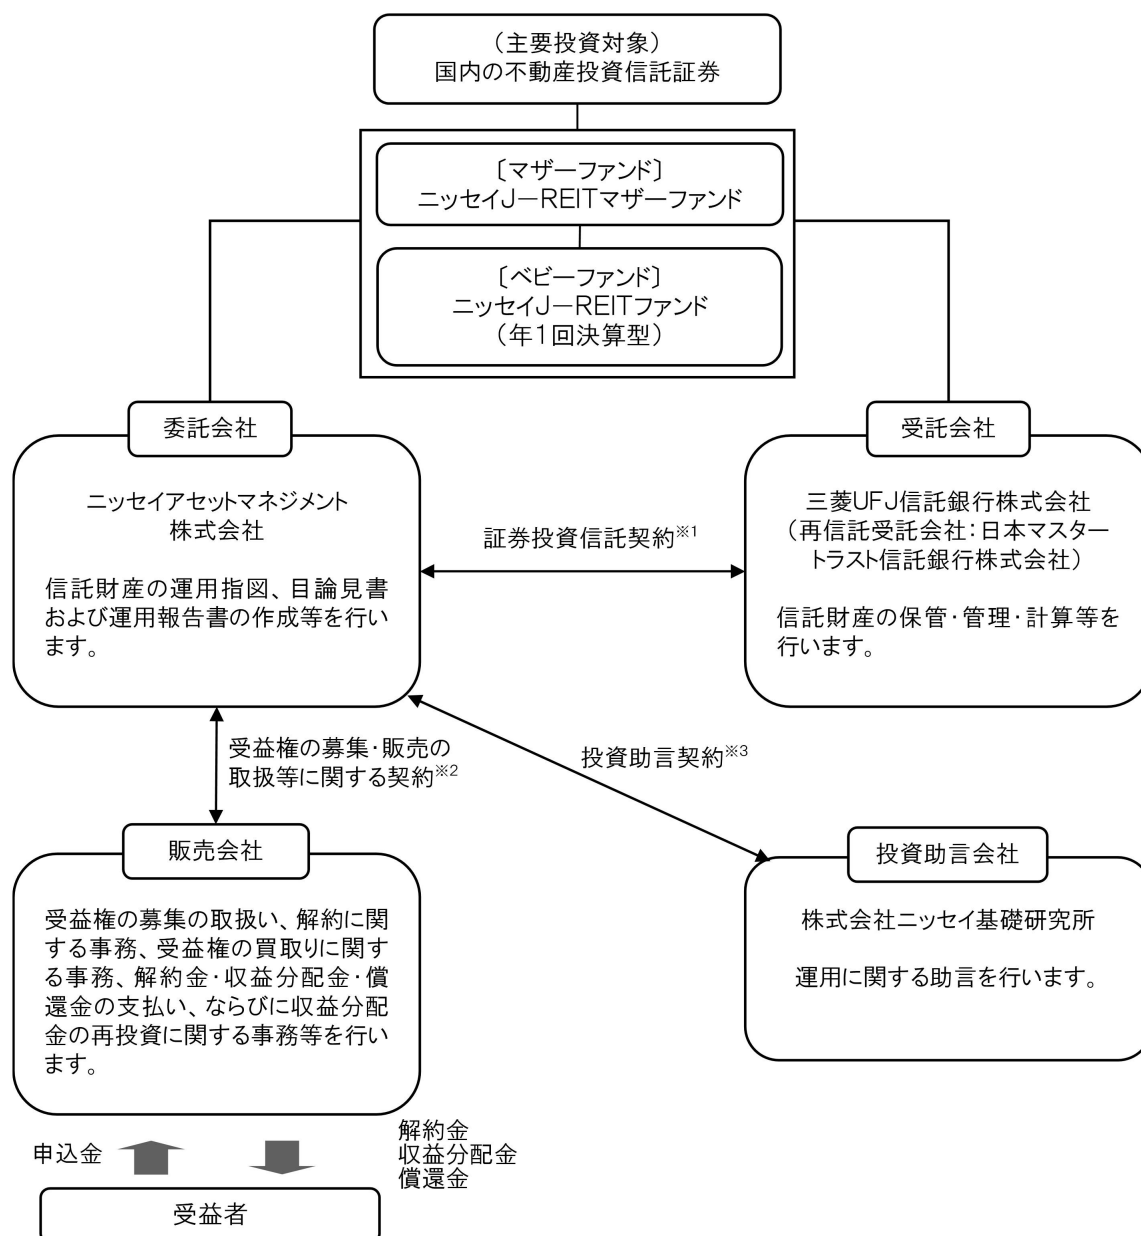 （主要投資対象）
国内の不動産投資信託証券
〔マザーファンド〕
ニッセイJ－REITマザーファンド
〔ベビーファンド〕
ニッセイJ－REITファンド
（年1回決算型）
委託会社
ニッセイアセットマネジメント
株式会社
信託財産の運用指図、目論見書
および運用報告書の作成等を行い
ます。
証券投資信託契約※1
受託会社
三菱UFJ信託銀行株式会社
（再信託受託会社：日本マスター
トラスト信託銀行株式会社）
信託財産の保管・管理・計算等を
行います。
受益権の募集・販売の
取扱等に関する契約※2
投資助言契約※3
販売会社
受益権の募集の取扱い、解約に関
する事務、受益権の買取りに関す
る事務、解約金・収益分配金・償
還金の支払い、ならびに収益分配
金の再投資に関する事務等を行い
ます。
投資助言会社
株式会社ニッセイ基礎研究所
運用に関する助言を行います。
申込金
解約金
収益分配金
償還金
受益者